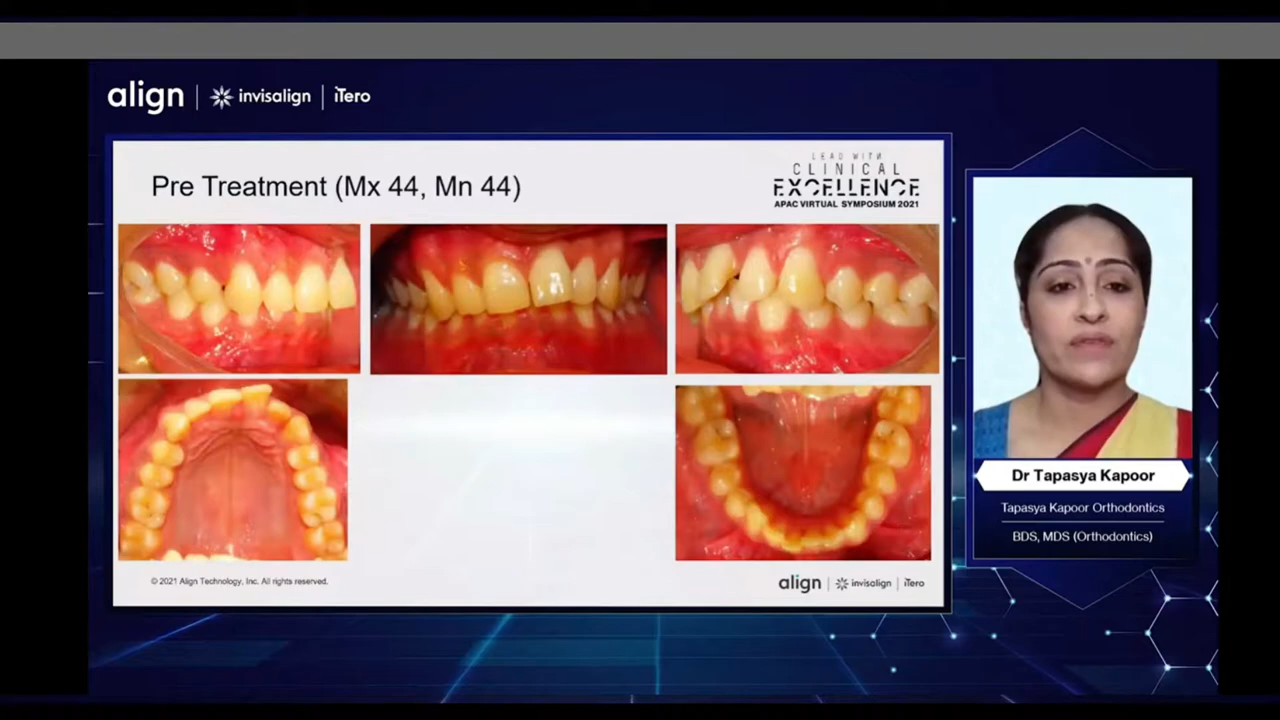 align | invisalign | iTero
Pre Treatment (Mx 44, Mn 44)
LEAD WITH
CLINICAL
EXCELLENCE
APAC VIRTUAL SYMPOSIUM 2021
Dr Tapasya Kapoor
Tapasya Kapoor Orthodontics
BDS, MDS (Orthodontics)
© 2021 Align Technology, Inc. All rights reserved.
align | invisalign | iTero